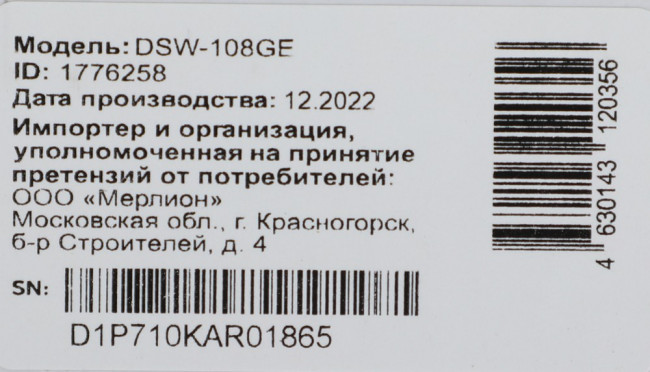 Модель: DSW-108GE
ID: 1776258
Дата производства: 12.2022
Импортер и организация,
уполномоченная на принятие
претензий от потребителей:
ООО «Мерлион»
Московская обл., г. Красногорск,
б-р Строителей, д. 4
SN:
D1P710KAR01865
4 630143 120356